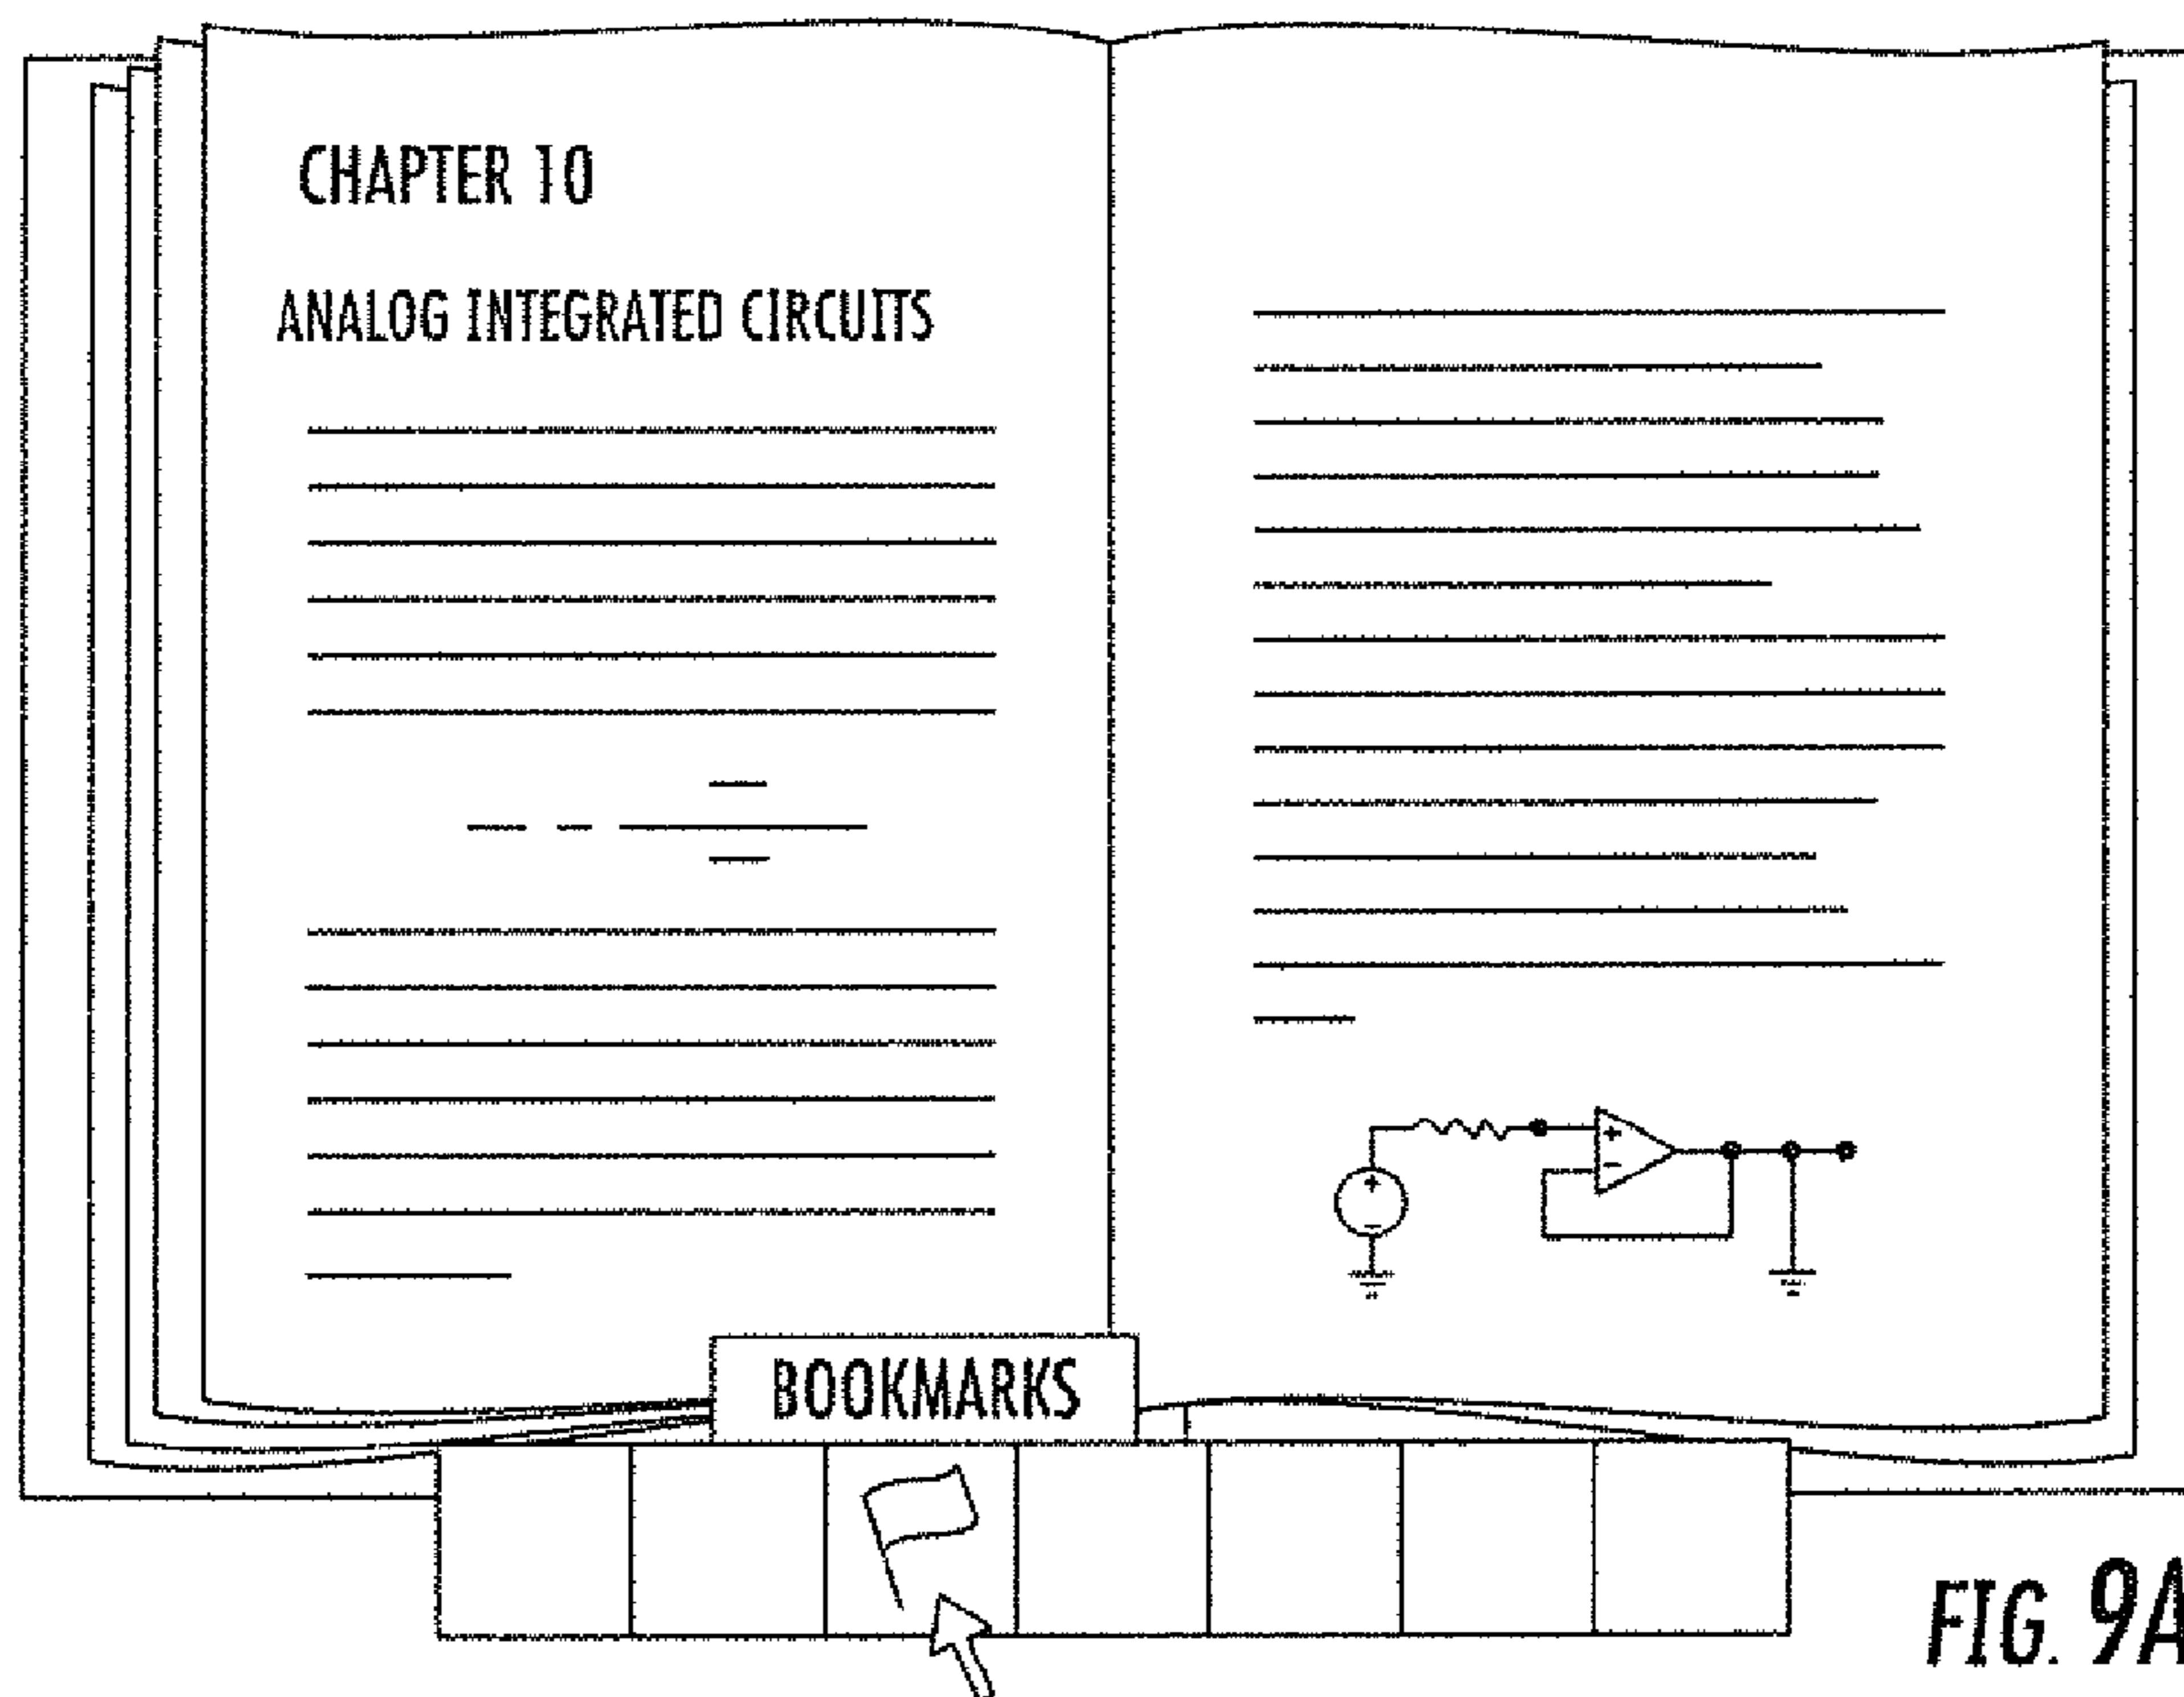 CHAPTER 10
ANALOG INTEGRATED CIRCUITS
+
-
+
-
BOOKMARKS
FIG. 9A